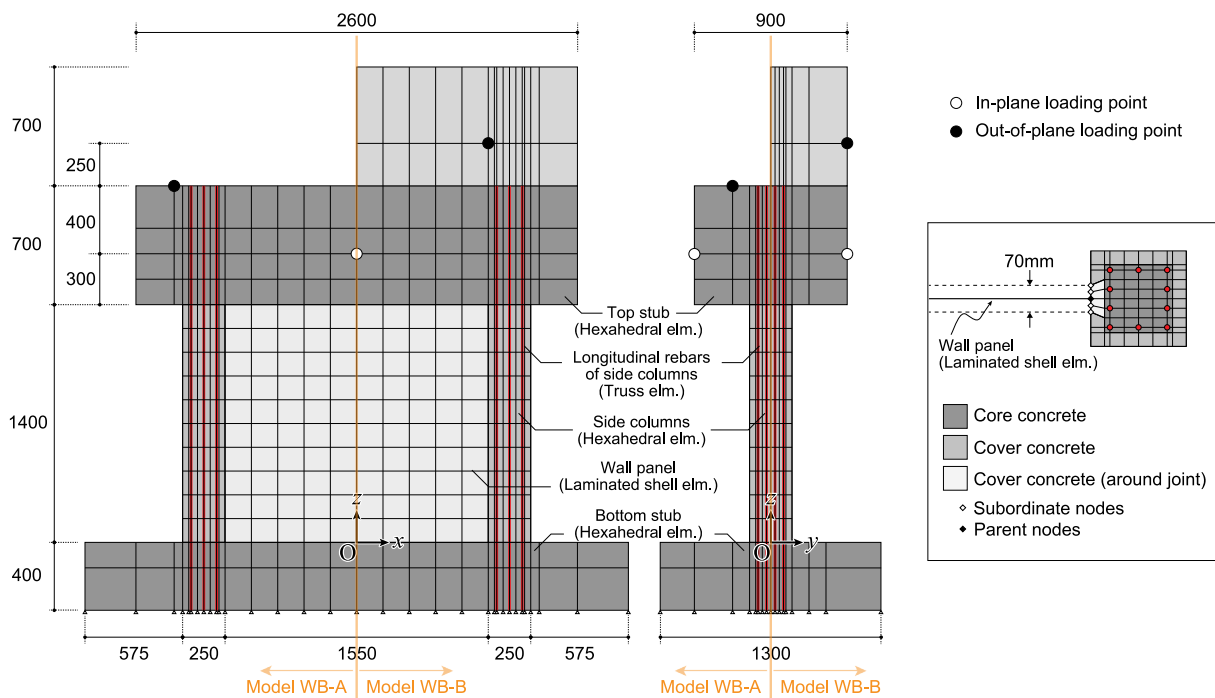 2600
900
700
250
400
700
300
1400
400
Top stub
(Hexahedral elm.)
Longitudinal rebars
of side columns
(Truss elm.)
Side columns
(Hexahedral elm.)
Wall panel
(Laminated shell elm.)
Bottom stub
(Hexahedral elm.)
z
O
x
z
O
y
575
250
1550
250
575
1300
Model WB-A
Model WB-B
Model WB-A
Model WB-B
In-plane loading point
Out-of-plane loading point
70mm
Wall panel
(Laminated shell elm.)
Core concrete
Cover concrete
Cover concrete (around joint)
Subordinate nodes
Parent nodes